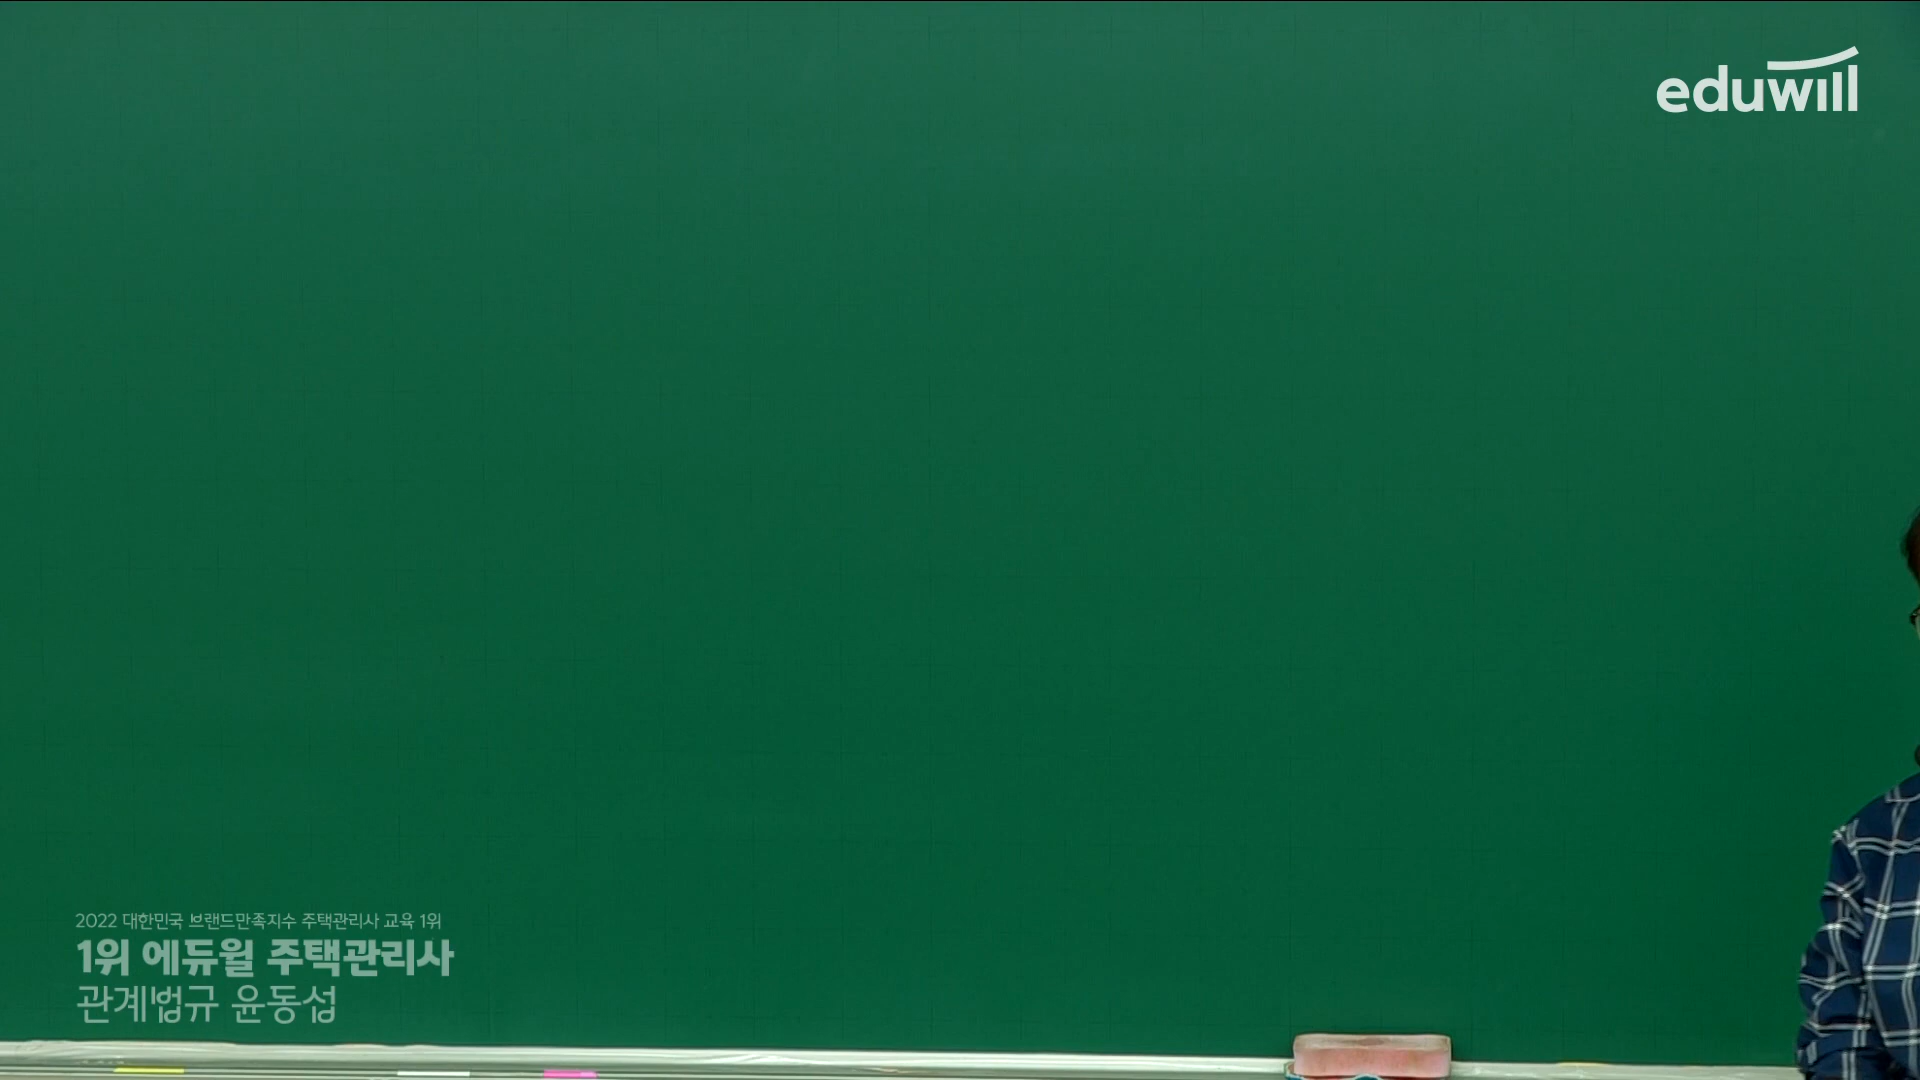 eduwill
2022 대한민국 브랜드만족지수 주택관리사 교육 1위
1위 에듀윌 주택관리사
관계법규 윤동섭